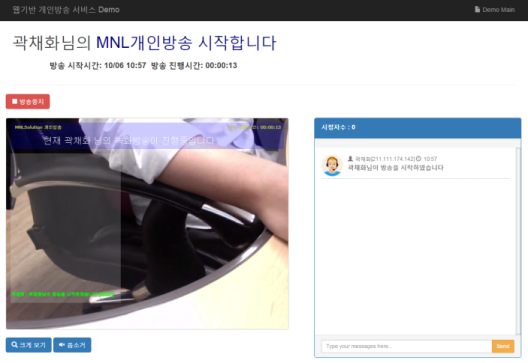 웹기반 개인방송 서비스 Demo
Demo Main
곽채화님의 MNL개인방송 시작합니다
방송 시작시간: 10/06 10:57 방송 진행시간: 00:00:13
방송중지
MNLSolution 개인방송
00:00:13
현재 곽채화 님의 녹화방송이 진행중입니다
시청자수 : 0
곽채화(211.111.174.142) 10:57
곽채화님이 방송을 시작하였습니다
크게 보기
음소거
Type your messages here...
Send